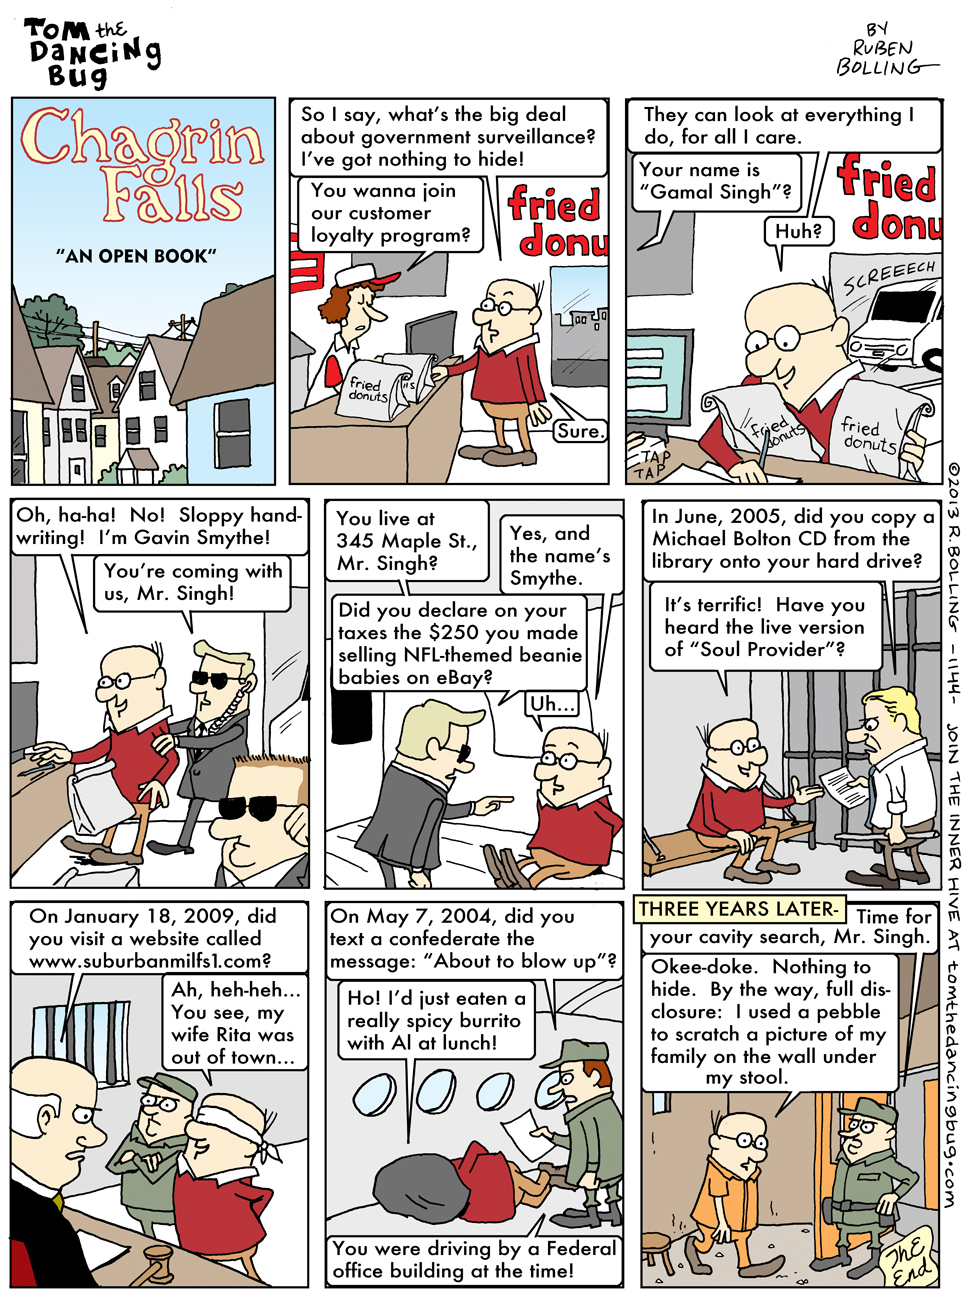 TOM the
DANCING
BUG
BY
RUBEN
BOLLING
Chagrin
Falls
"AN OPEN BOOK"
So I say, what's the big deal
about government surveillance?
I've got nothing to hide!
You wanna join
our customer
loyalty program?
fried
donu
fried
donuts
Sure.
They can look at everything I
do, for all I care.
Your name is
"Gamal Singh"?
Huh?
fried
donu
SCREEECH
fried
donuts
fried
donuts
TAP
TAP
Oh, ha-ha! No! Sloppy hand-
writing! I'm Gavin Smythe!
You're coming with
us, Mr. Singh!
You live at
345 Maple St.,
Mr. Singh?
Yes, and
the name's
Smythe.
Did you declare on your
taxes the $250 you made
selling NFL-themed beanie
babies on eBay?
Uh...
In June, 2005, did you copy a
Michael Bolton CD from the
library onto your hard drive?
It's terrific! Have you
heard the live version
of "Soul Provider"?
On January 18, 2009, did
you visit a website called
www.suburbanmilfs1.com?
Ah, heh-heh...
You see, my
wife Rita was
out of town...
On May 7, 2004, did you
text a confederate the
message: "About to blow up"?
Ho! I'd just eaten a
really spicy burrito
with Al at lunch!
You were driving by a Federal
office building at the time!
THREE YEARS LATER-
Time for
your cavity search, Mr. Singh.
Okee-doke. Nothing to
hide. By the way, full dis-
closure: I used a pebble
to scratch a picture of my
family on the wall under
my stool.
The
End
©2013 R. BOLLING -1144- JOIN THE INNER HIVE AT tomthedancingbug.com